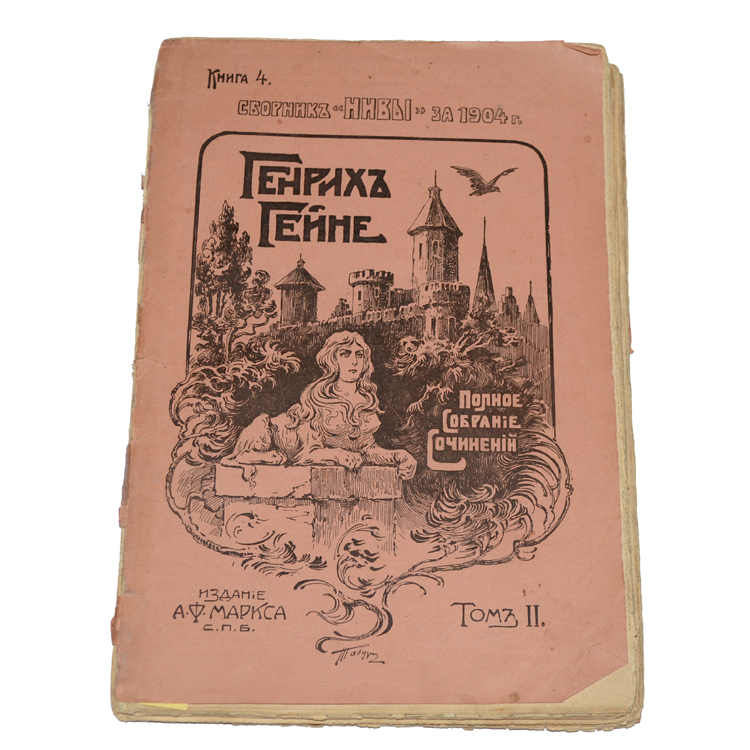 Книга 4.
СБОРНИКЪ «НИВЫ» ЗА 1904 г.
ГЕНРИХЪ
ГЕЙНЕ
ПОЛНОЕ
СОБРАНІЕ
СОЧИНЕНІЙ
ИЗДАНІЕ
А.Ф. МАРКСА
С.П.Б.
ТОМЪ II.